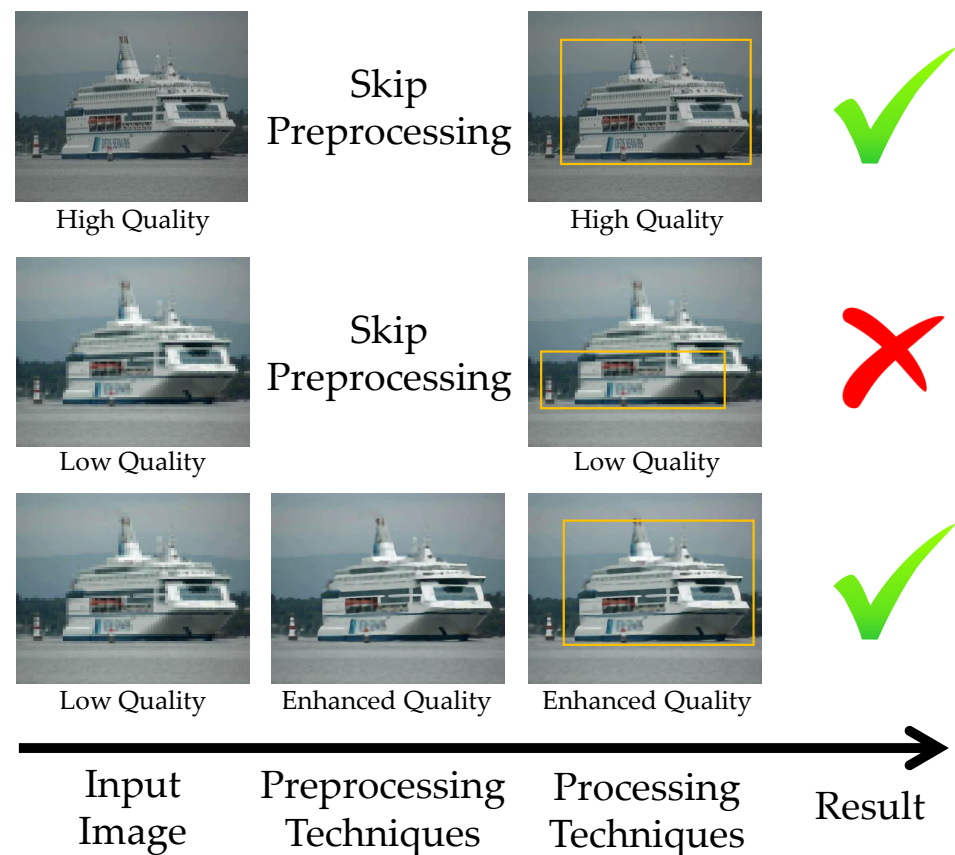 Skip
Preprocessing
High Quality
High Quality
Skip
Preprocessing
Low Quality
Low Quality
Low Quality
Enhanced Quality
Enhanced Quality
Input
Image
Preprocessing
Techniques
Processing
Techniques
Result